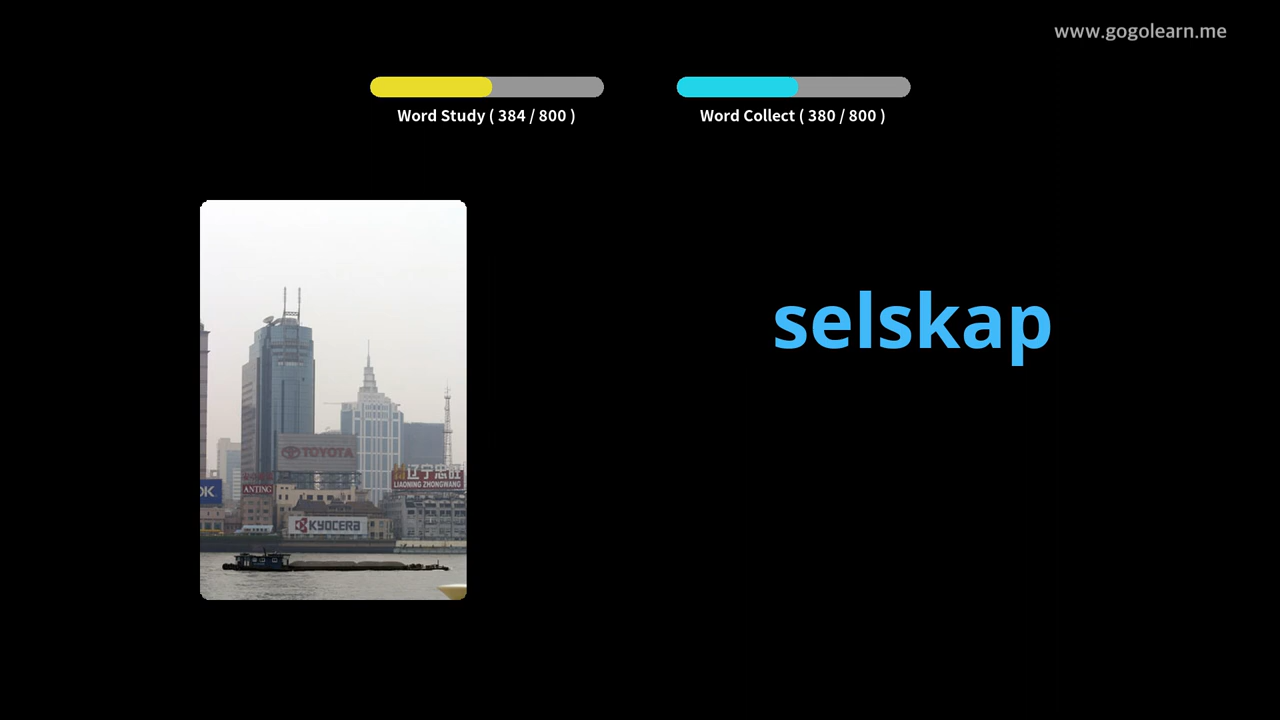 www.gogolearn.me
Word Study ( 384 / 800 )
Word Collect ( 380 / 800 )
selskap
TOYOTA
辽宁忠旺
LIAONING ZHONGWANG
OK
ANTING
KYOCERA